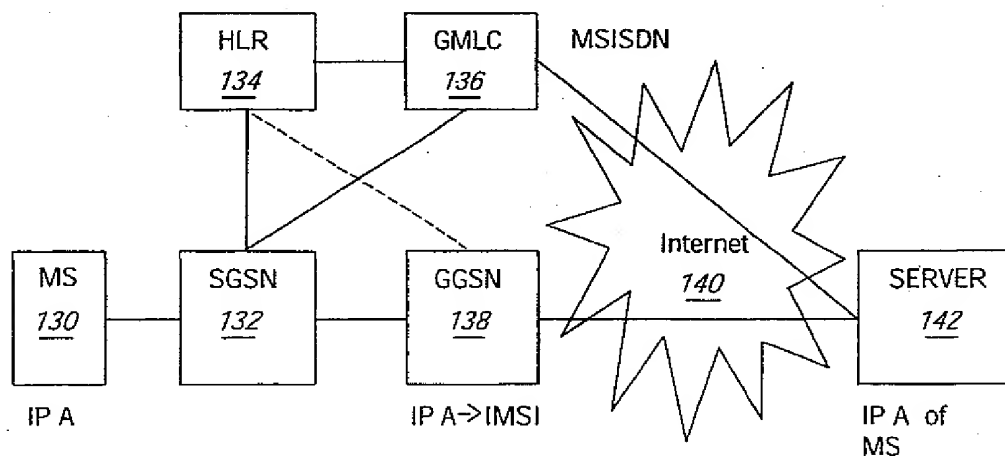 HLR
134
GMLC
136
MSISDN
MS
130
SGSN
132
GGSN
138
Internet
140
SERVER
142
IP A
IP A->IMSI
IP A of
MS